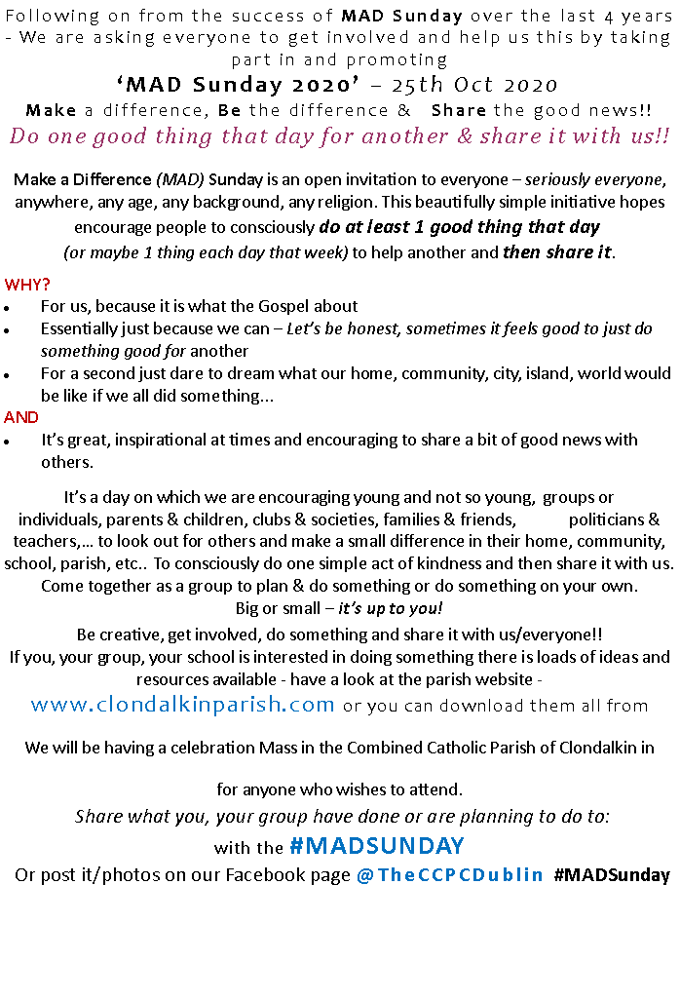 Following on from the success of MAD Sunday over the last 4 years
- We are asking everyone to get involved and help us this by taking
part in and promoting
‘MAD Sunday 2020’ – 25th Oct 2020
Make a difference, Be the difference & Share the good news!!
Do one good thing that day for another & share it with us!!
Make a Difference (MAD) Sunday is an open invitation to everyone – seriously everyone,
anywhere, any age, any background, any religion. This beautifully simple initiative hopes
encourage people to consciously do at least 1 good thing that day
(or maybe 1 thing each day that week) to help another and then share it.
WHY?
• For us, because it is what the Gospel about
• Essentially just because we can – Let’s be honest, sometimes it feels good to just do
something good for another
• For a second just dare to dream what our home, community, city, island, world would
be like if we all did something...
AND
• It’s great, inspirational at times and encouraging to share a bit of good news with
others.
It’s a day on which we are encouraging young and not so young, groups or
individuals, parents & children, clubs & societies, families & friends, politicians &
teachers,… to look out for others and make a small difference in their home, community,
school, parish, etc.. To consciously do one simple act of kindness and then share it with us.
Come together as a group to plan & do something or do something on your own.
Big or small – it’s up to you!
Be creative, get involved, do something and share it with us/everyone!!
If you, your group, your school is interested in doing something there is loads of ideas and
resources available - have a look at the parish website -
www.clondalkinparish.com or you can download them all from
We will be having a celebration Mass in the Combined Catholic Parish of Clondalkin in
for anyone who wishes to attend.
Share what you, your group have done or are planning to do to:
with the #MADSUNDAY
Or post it/photos on our Facebook page @TheCCPCDublin #MADSunday